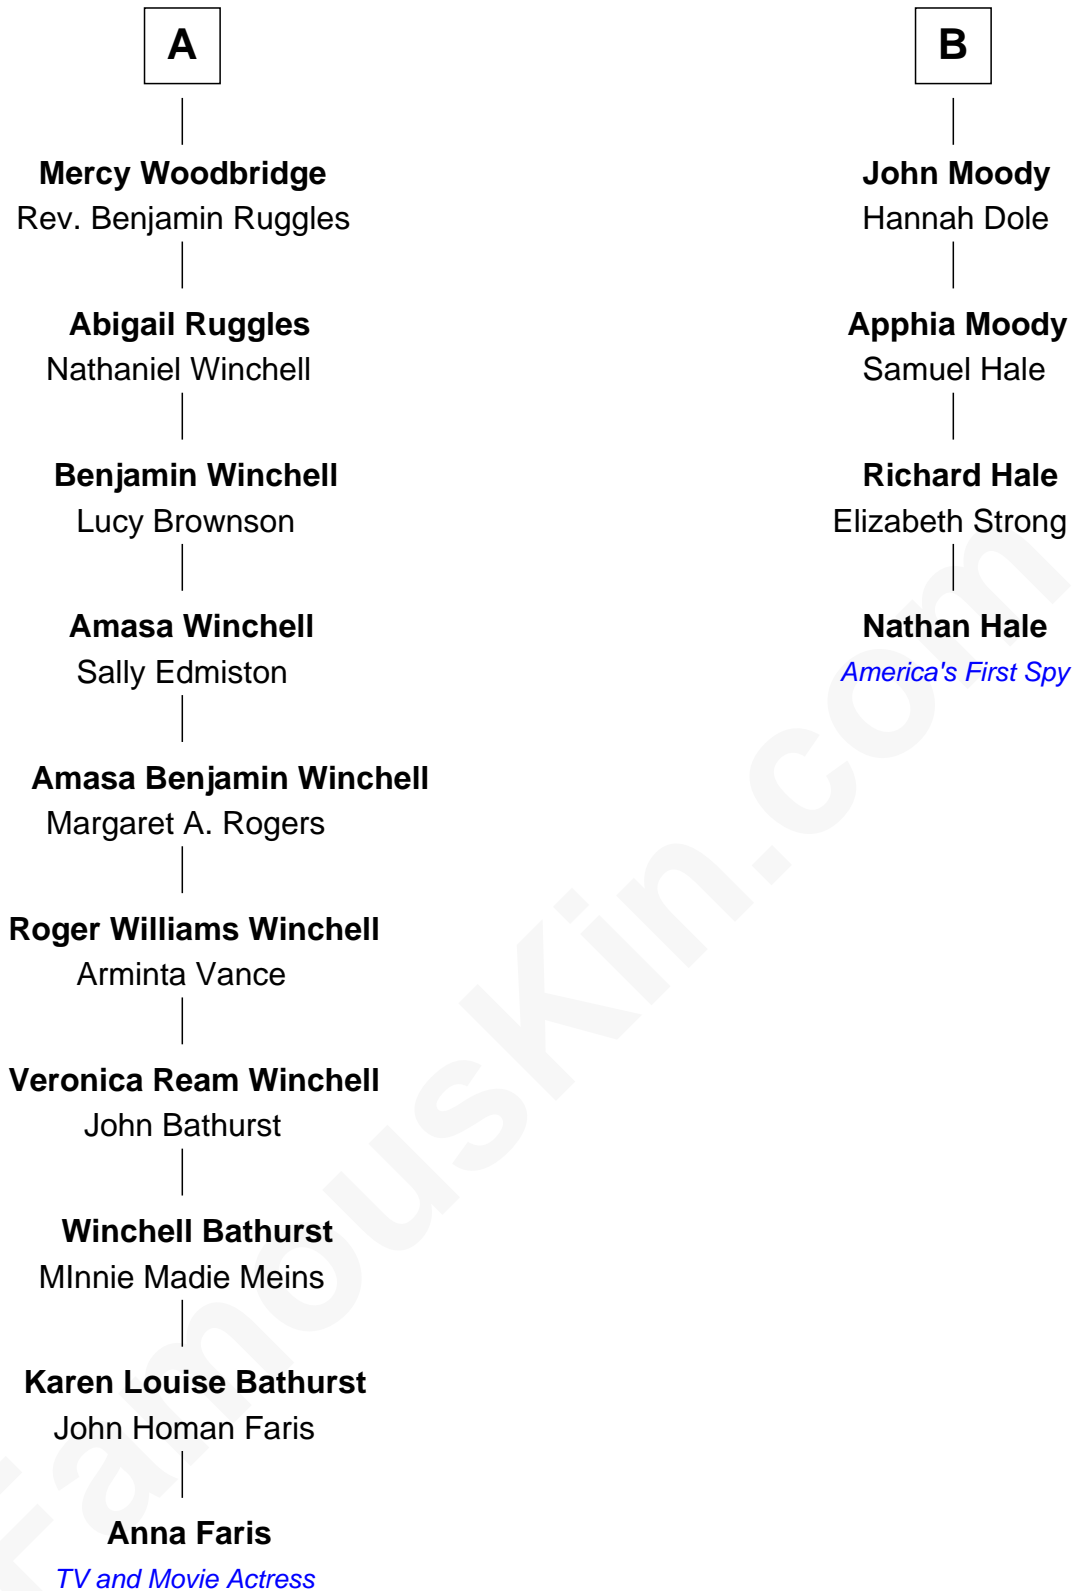 A
Mercy Woodbridge
Rev. Benjamin Ruggles
Abigail Ruggles
Nathaniel Winchell
Benjamin Winchell
Lucy Brownson
Amasa Winchell
Sally Edmiston
Amasa Benjamin Winchell
Margaret A. Rogers
Roger Williams Winchell
Arminta Vance
Veronica Ream Winchell
John Bathurst
Winchell Bathurst
MInnie Madie Meins
Karen Louise Bathurst
John Homan Faris
Anna Faris
TV and Movie Actress
B
John Moody
Hannah Dole
Apphia Moody
Samuel Hale
Richard Hale
Elizabeth Strong
Nathan Hale
America's First Spy
FamousKin.com